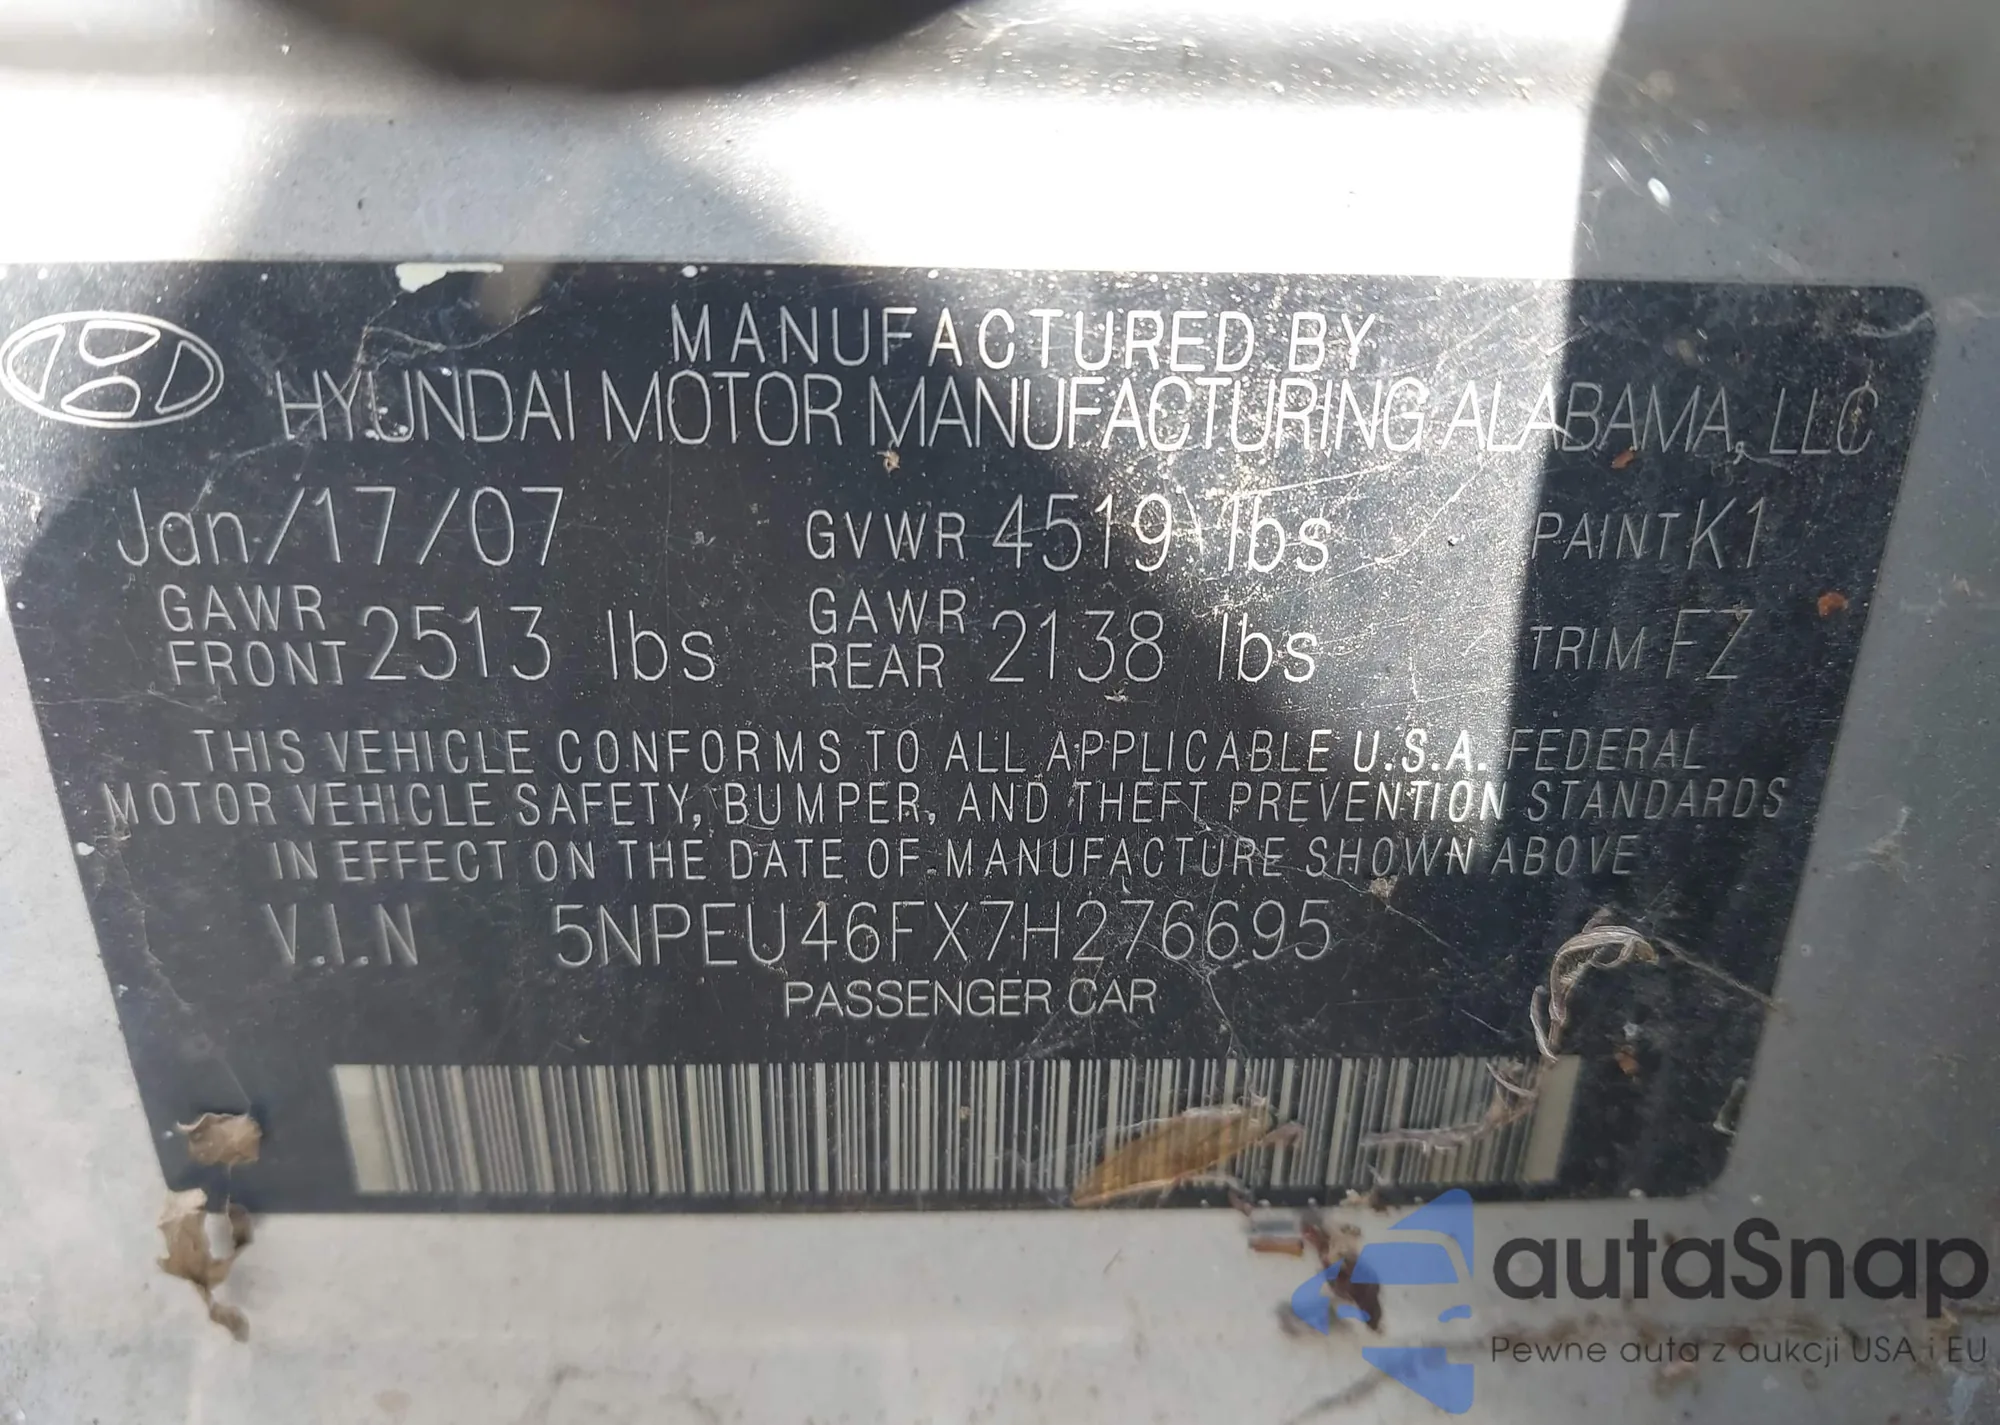 MANUFACTURED BY
HYUNDAI MOTOR MANUFACTURING ALABAMA, LLC
Jan/17/07 GVWR 4519 lbs PAINT K1
GAWR FRONT 2513 lbs GAWR REAR 2138 lbs TRIM FZ
THIS VEHICLE CONFORMS TO ALL APPLICABLE U.S.A. FEDERAL
MOTOR VEHICLE SAFETY, BUMPER, AND THEFT PREVENTION STANDARDS
IN EFFECT ON THE DATE OF MANUFACTURE SHOWN ABOVE
V.I.N 5NPEU46FX7H276695
PASSENGER CAR
autaSnap
Pewne auta z aukcji USA i EU